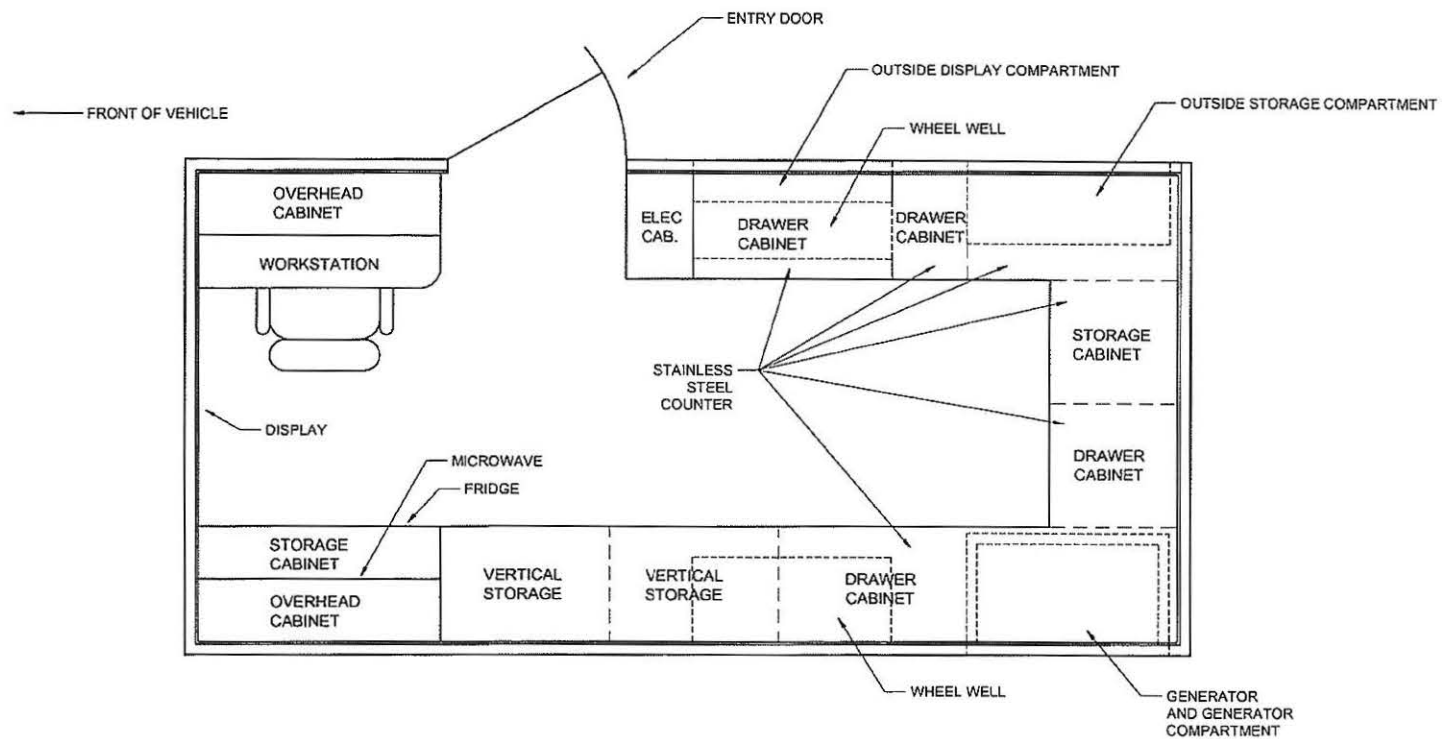 ENTRY DOOR
OUTSIDE DISPLAY COMPARTMENT
OUTSIDE STORAGE COMPARTMENT
FRONT OF VEHICLE
WHEEL WELL
OVERHEAD
CABINET
ELEC
CAB.
DRAWER
CABINET
DRAWER
CABINET
WORKSTATION
STORAGE
CABINET
STAINLESS
STEEL
COUNTER
DISPLAY
DRAWER
CABINET
MICROWAVE
FRIDGE
STORAGE
CABINET
VERTICAL
STORAGE
VERTICAL
STORAGE
DRAWER
CABINET
OVERHEAD
CABINET
WHEEL WELL
GENERATOR
AND GENERATOR
COMPARTMENT